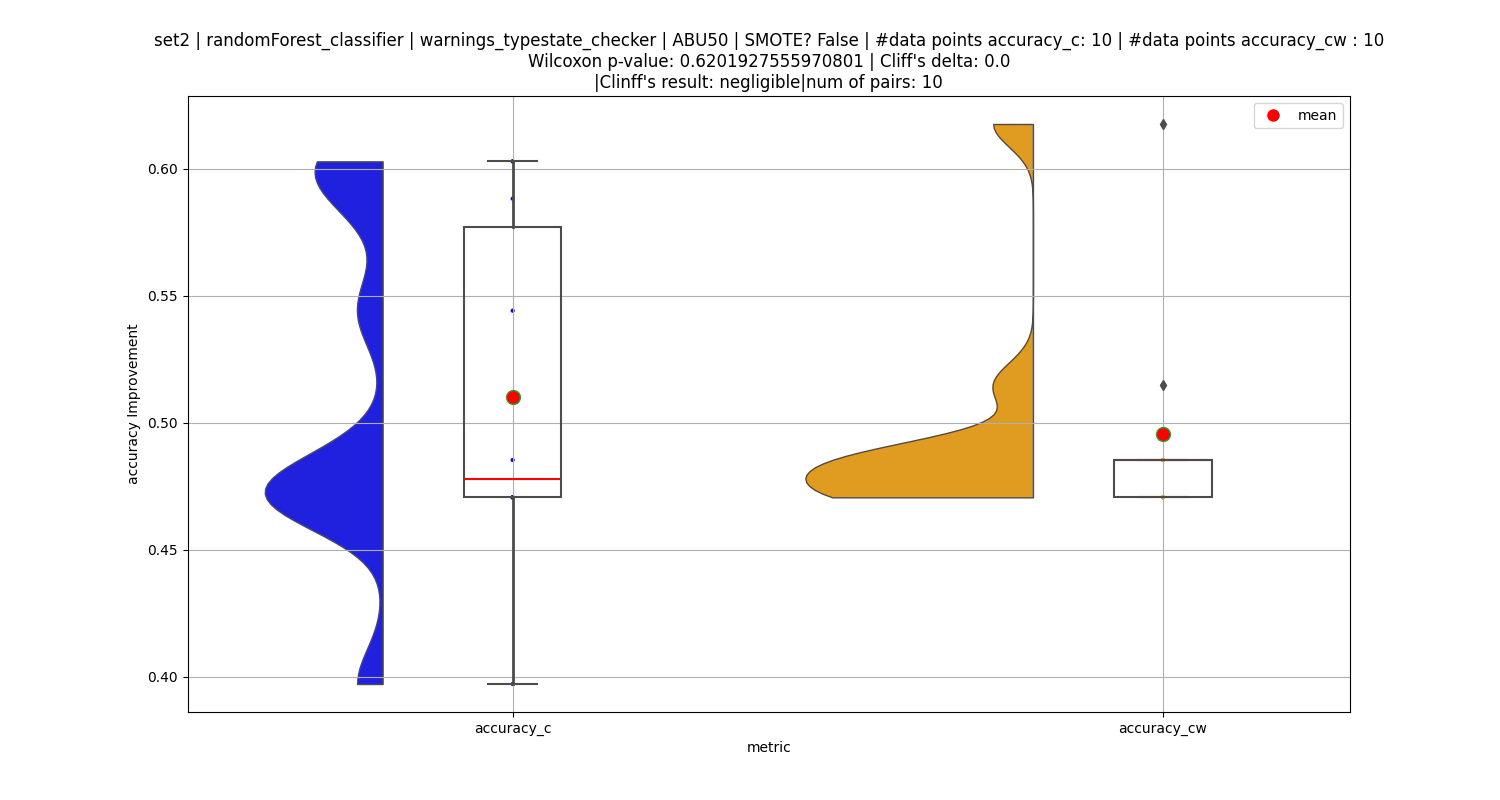 set2 | randomForest_classifier | warnings_typestate_checker | ABU50 | SMOTE? False | #data points accuracy_c: 10 | #data points accuracy_cw : 10
Wilcoxon p-value: 0.6201927555970801 | Cliff's delta: 0.0
|Clinff's result: negligible|num of pairs: 10
mean
0.60
0.55
0.50
0.45
0.40
accuracy Improvement
accuracy_c
accuracy_cw
metric